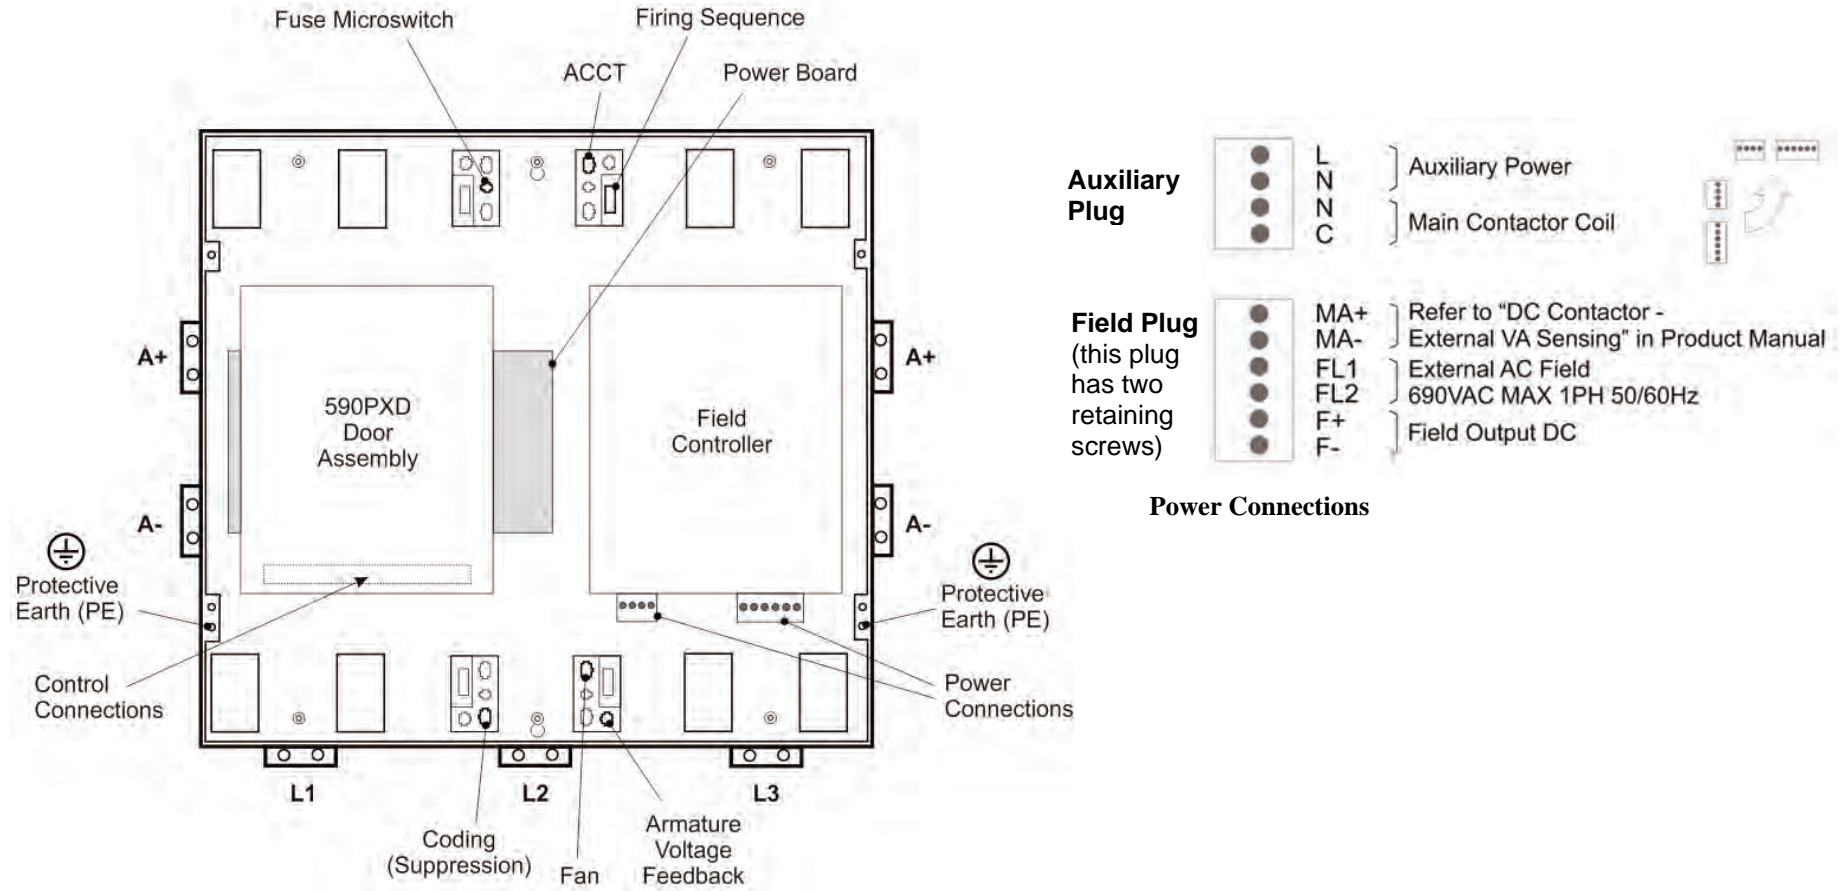 Fuse Microswitch
Firing Sequence
ACCT
Power Board
A+
A-
A+
A-
590PXD
Door
Assembly
Field
Controller
Protective
Earth (PE)
Protective
Earth (PE)
Control
Connections
Power
Connections
L1
L2
L3
Coding
(Suppression)
Fan
Armature
Voltage
Feedback
Auxiliary
Plug
L
N
N
C
Auxiliary Power
Main Contactor Coil
Field Plug
(this plug
has two
retaining
screws)
MA+
MA-
FL1
FL2
F+
F-
Refer to “DC Contactor -
External VA Sensing” in Product Manual
External AC Field
690VAC MAX 1PH 50/60Hz
Field Output DC
Power Connections